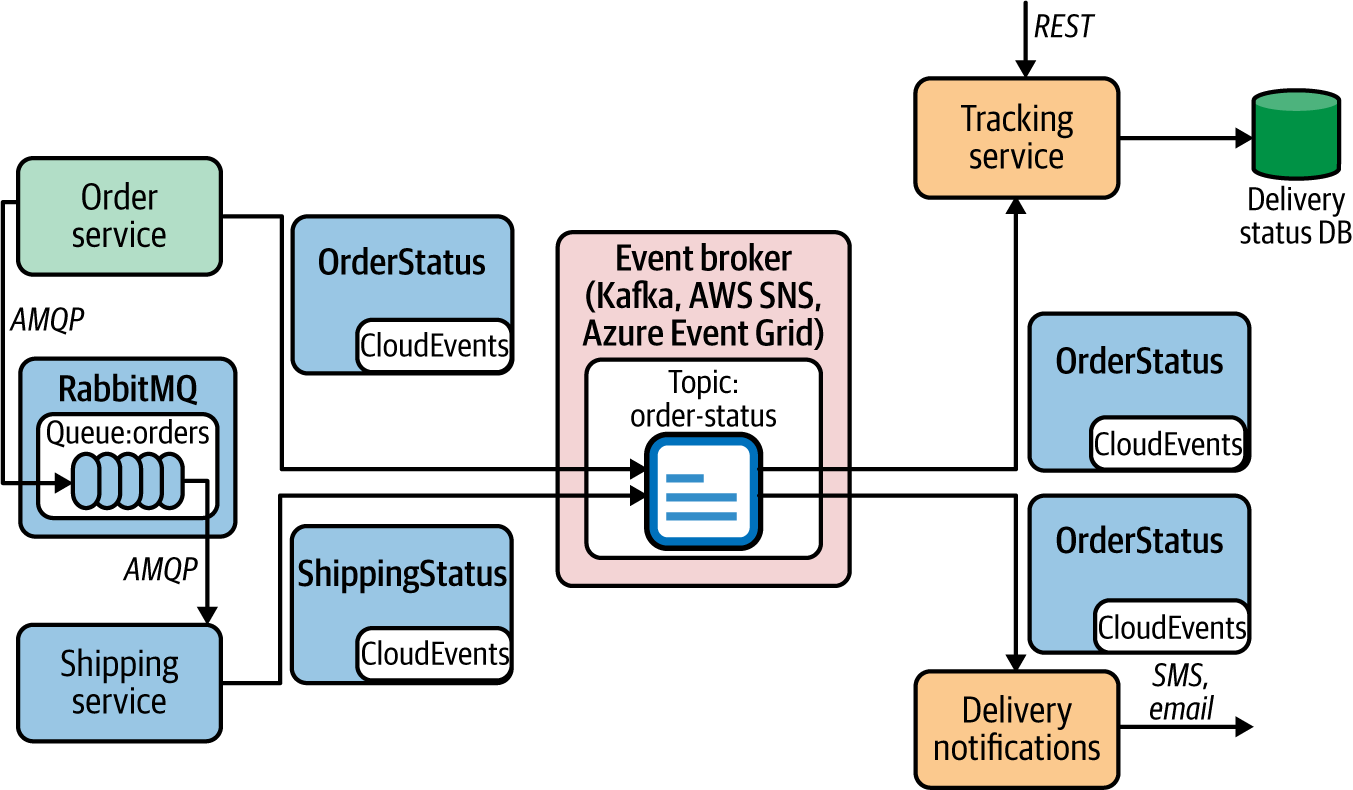 REST
Tracking
service
Delivery
status DB
Order
service
OrderStatus
CloudEvents
AMQP
RabbitMQ
Queue:orders
AMQP
Shipping
service
ShippingStatus
CloudEvents
Event broker
(Kafka, AWS SNS,
Azure Event Grid)
Topic:
order-status
OrderStatus
CloudEvents
OrderStatus
CloudEvents
Delivery
notifications
SMS,
email